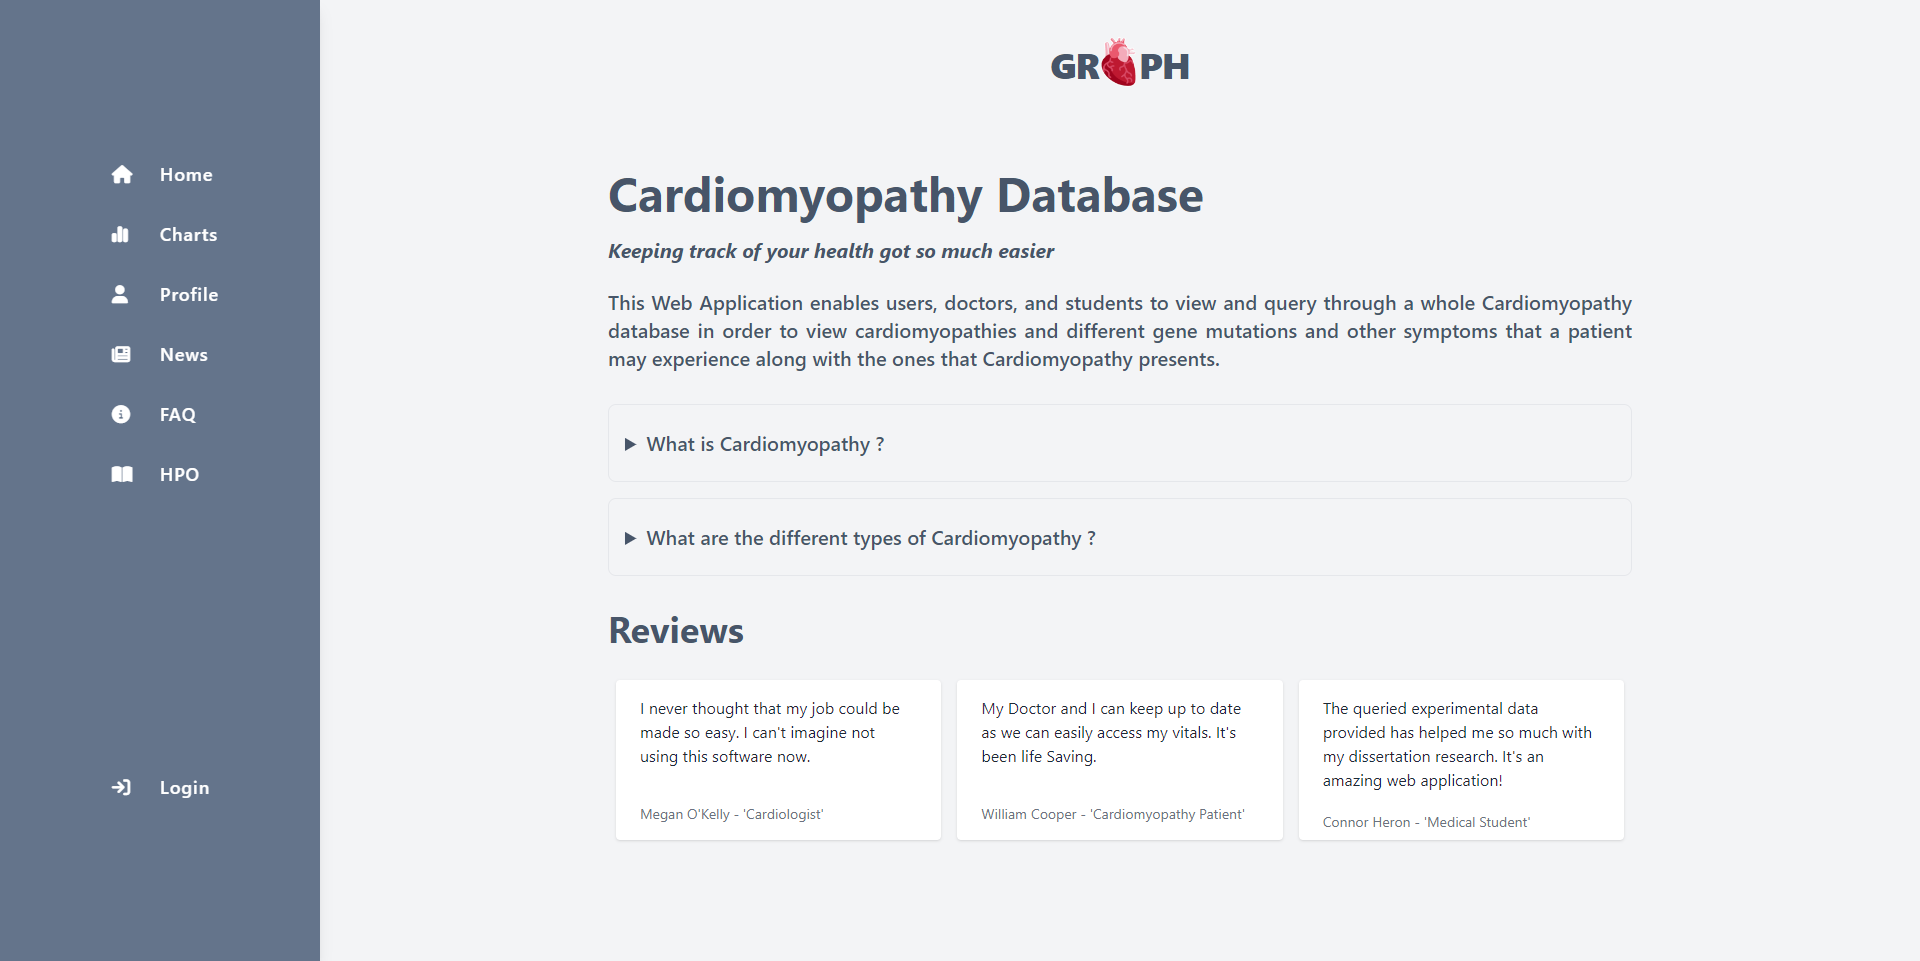 Home
Charts
Profile
News
FAQ
HPO
Login
GR PH
Cardiomyopathy Database
Keeping track of your health got so much easier
This Web Application enables users, doctors, and students to view and query through a whole Cardiomyopathy
database in order to view cardiomyopathies and different gene mutations and other symptoms that a patient
may experience along with the ones that Cardiomyopathy presents.
What is Cardiomyopathy ?
What are the different types of Cardiomyopathy ?
Reviews
I never thought that my job could be
made so easy. I can't imagine not
using this software now.
Megan O'Kelly - 'Cardiologist'
My Doctor and I can keep up to date
as we can easily access my vitals. It's
been life Saving.
William Cooper - 'Cardiomyopathy Patient'
The queried experimental data
provided has helped me so much with
my dissertation research. It's an
amazing web application!
Connor Heron - 'Medical Student'